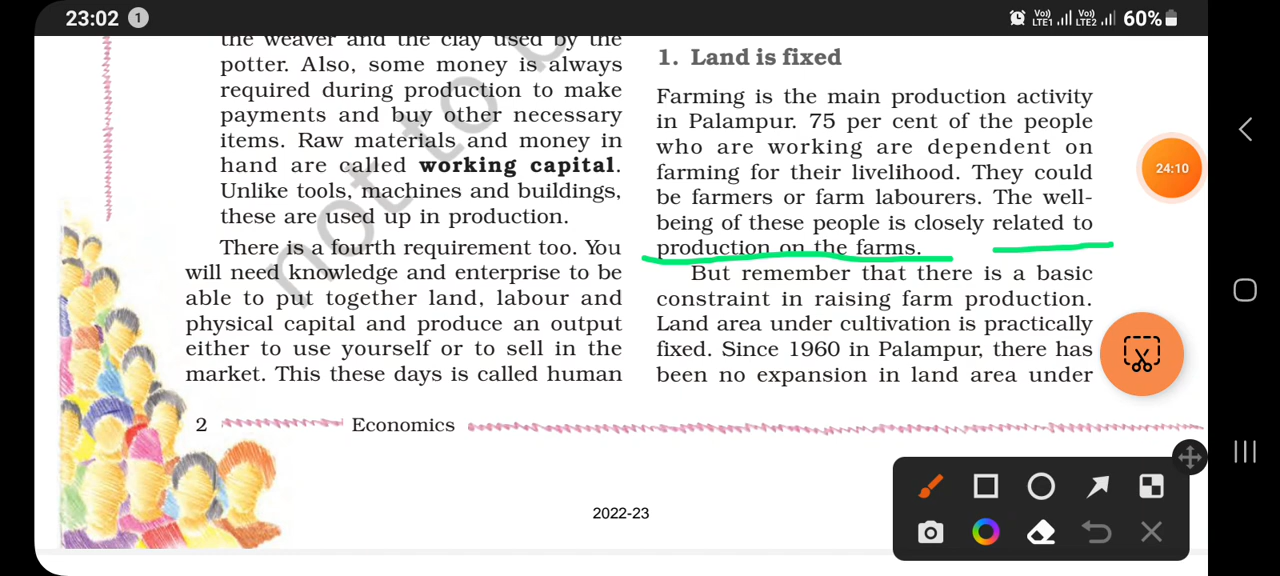 23:02 1
Vo)) LTE1 Vo)) LTE2 60%
the weaver and the clay used by the
potter. Also, some money is always
required during production to make
payments and buy other necessary
items. Raw materials and money in
hand are called working capital.
Unlike tools, machines and buildings,
these are used up in production.
There is a fourth requirement too. You
will need knowledge and enterprise to be
able to put together land, labour and
physical capital and produce an output
either to use yourself or to sell in the
market. This these days is called human
1. Land is fixed
Farming is the main production activity
in Palampur. 75 per cent of the people
who are working are dependent on
farming for their livelihood. They could
be farmers or farm labourers. The well-
being of these people is closely related to
production on the farms.
But remember that there is a basic
constraint in raising farm production.
Land area under cultivation is practically
fixed. Since 1960 in Palampur, there has
been no expansion in land area under
24:10
2 Economics
2022-23
not to